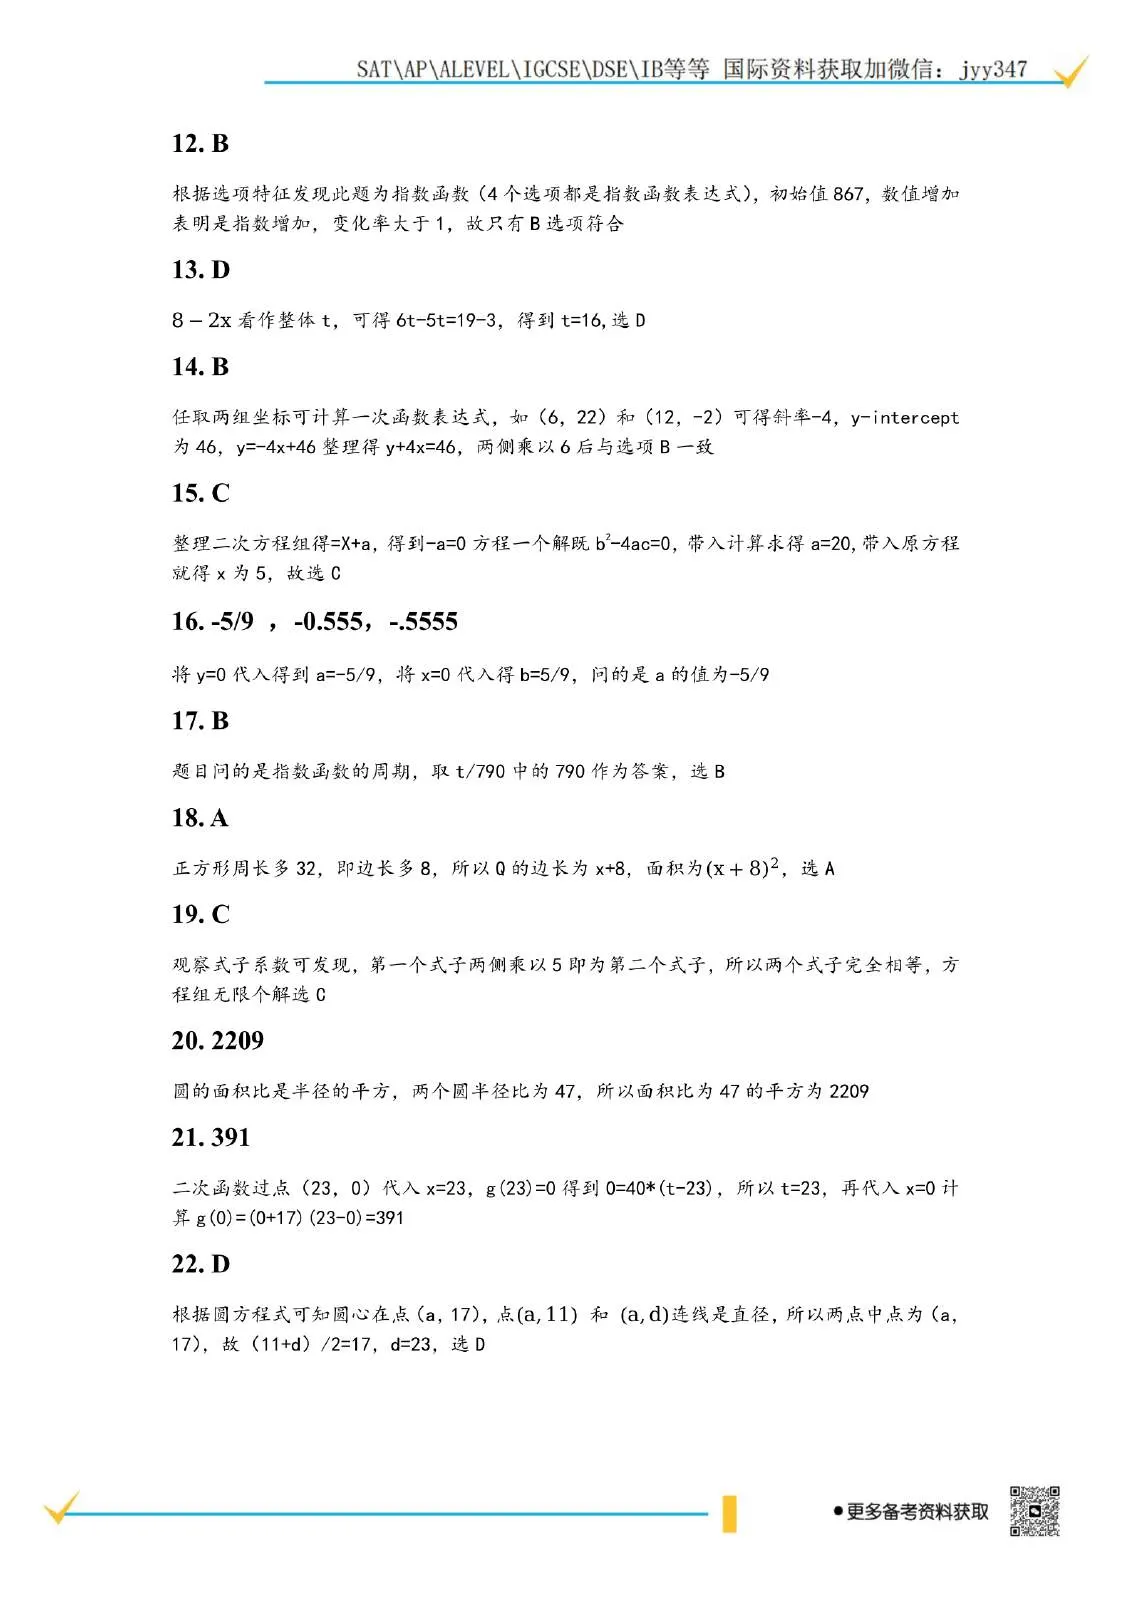 SAT\AP\ALEVEL\IGCSE\DSE\IB等等 国际资料获取加微信：jyy347
12. B
根据选项特征发现此题为指数函数（4 个选项都是指数函数表达式），初始值 867，数值增加
表明是指数增加，变化率大于 1，故只有 B 选项符合
13. D
8 − 2x 看作整体 t，可得 6t-5t=19-3，得到 t=16,选 D
14. B
任取两组坐标可计算一次函数表达式，如（6，22）和（12，-2）可得斜率-4，y-intercept
为 46，y=-4x+46 整理得 y+4x=46，两侧乘以 6 后与选项 B 一致
15. C
整理二次方程组得=X+a，得到-a=0 方程一个解既 b²-4ac=0，带入计算求得 a=20,带入原方程
就得 x 为 5，故选 C
16. -5/9 ，-0.555，-.5555
将 y=0 代入得到 a=-5/9，将 x=0 代入得 b=5/9，问的是 a 的值为-5/9
17. B
题目问的是指数函数的周期，取 t/790 中的 790 作为答案，选 B
18. A
正方形周长多 32，即边长多 8，所以 Q 的边长为 x+8，面积为(x + 8)²，选 A
19. C
观察式子系数可发现，第一个式子两侧乘以 5 即为第二个式子，所以两个式子完全相等，方
程组无限个解选 C
20. 2209
圆的面积比是半径的平方，两个圆半径比为 47，所以面积比为 47 的平方为 2209
21. 391
二次函数过点（23，0）代入 x=23，g(23)=0 得到 0=40*(t-23)，所以 t=23，再代入 x=0 计
算 g(0)=(0+17)(23-0)=391
22. D
根据圆方程式可知圆心在点（a，17），点(a, 11) 和 (a, d)连线是直径，所以两点中点为（a，
17），故（11+d）/2=17，d=23，选 D
●更多备考资料获取